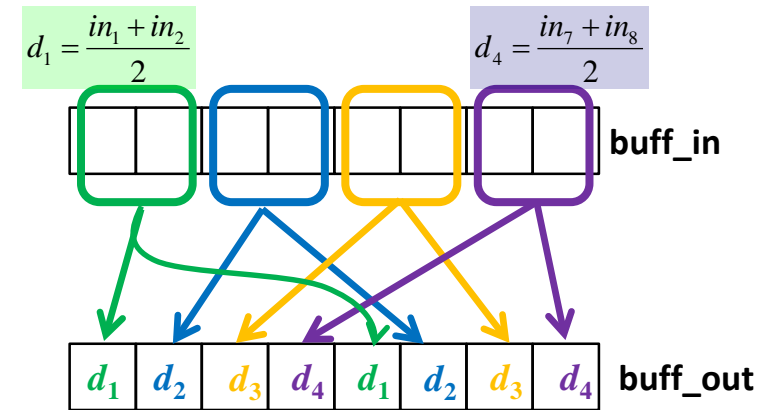 d₁ = (in₁ + in₂) / 2
d₄ = (in₇ + in₈) / 2
buff_in
d₁ d₂ d₃ d₄ d₁ d₂ d₃ d₄ buff_out